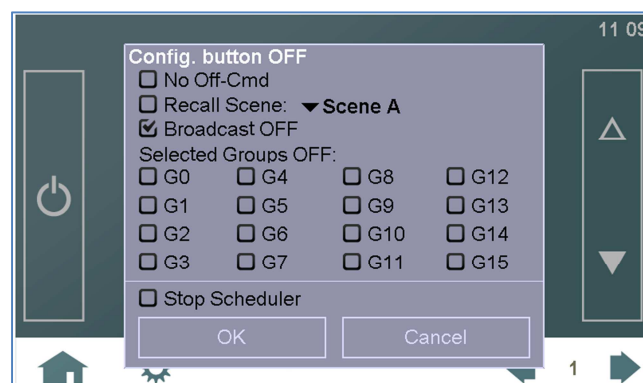 11 09
Config. button OFF
No Off-Cmd
Recall Scene: Scene A
Broadcast OFF
Selected Groups OFF:
G0 G4 G8 G12
G1 G5 G9 G13
G2 G6 G10 G14
G3 G7 G11 G15
Stop Scheduler
OK Cancel
1